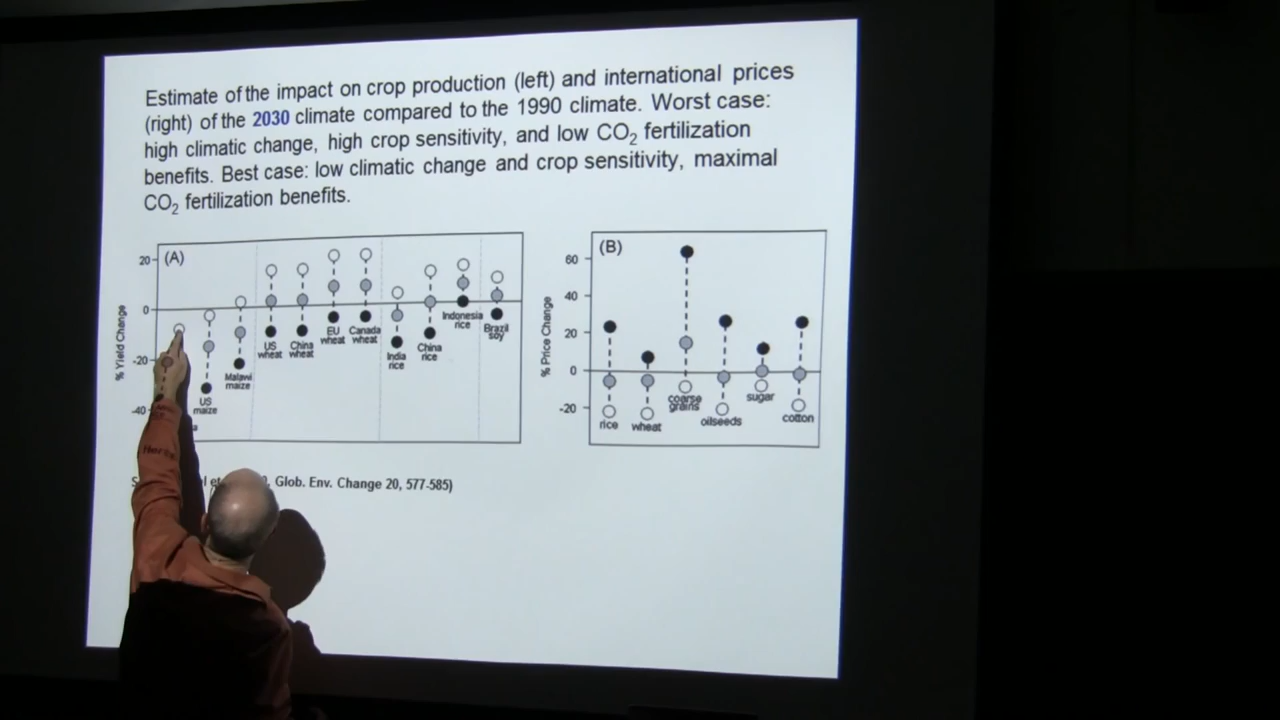 Estimate of the impact on crop production (left) and international prices
(right) of the 2030 climate compared to the 1990 climate. Worst case:
high climatic change, high crop sensitivity, and low CO2 fertilization
benefits. Best case: low climatic change and crop sensitivity, maximal
CO2 fertilization benefits.
(A)
% Yield Change
20
0
-20
-40
US
maize
Malawi
maize
US
wheat
China
wheat
EU
wheat
Canada
wheat
India
rice
China
rice
Indonesia
rice
Brazil
soy
(B)
% Price Change
60
40
20
0
-20
rice
wheat
coarse
grains
oilseeds
sugar
cotton
Glob. Env. Change 20, 577-585)